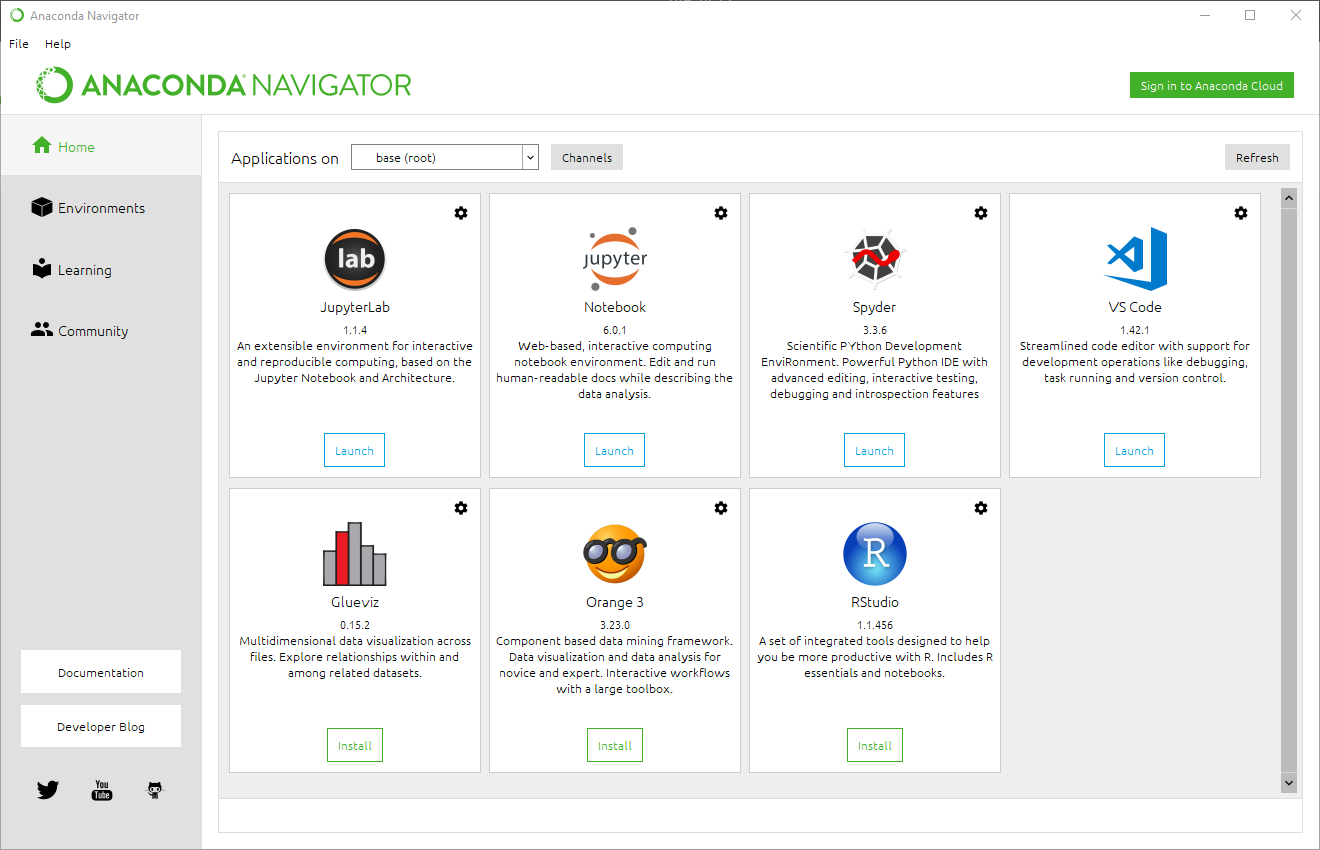 Anaconda Navigator
File Help
ANACONDA NAVIGATOR
Sign in to Anaconda Cloud
Home
Environments
Learning
Community
Documentation
Developer Blog
You
Tube
Applications on
base (root)
Channels
Refresh
lab
JupyterLab
1.1.4
An extensible environment for interactive
and reproducible computing, based on the
Jupyter Notebook and Architecture.
Launch
jupyter
Notebook
6.0.1
Web-based, interactive computing
notebook environment. Edit and run
human-readable docs while describing the
data analysis.
Launch
Spyder
3.3.6
Scientific PYthon Development
EnviRonment. Powerful Python IDE with
advanced editing, interactive testing,
debugging and introspection features
Launch
VS Code
1.42.1
Streamlined code editor with support for
development operations like debugging,
task running and version control.
Launch
Glueviz
0.15.2
Multidimensional data visualization across
files. Explore relationships within and
among related datasets.
Install
Orange 3
3.23.0
Component based data mining framework.
Data visualization and data analysis for
novice and expert. Interactive workflows
with a large toolbox.
Install
R
RStudio
1.1.456
A set of integrated tools designed to help
you be more productive with R. Includes R
essentials and notebooks.
Install